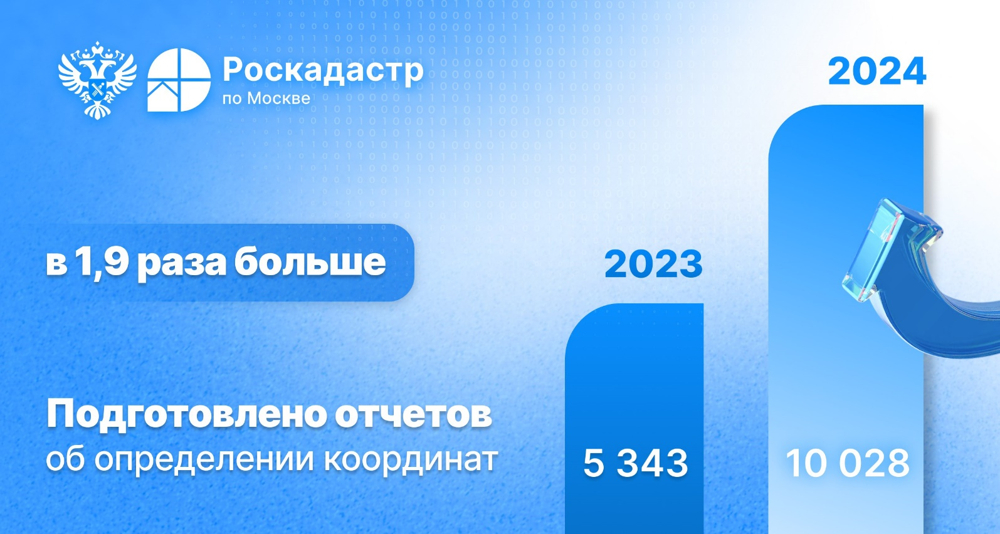 Роскадастр
по Москве
в 1,9 раза больше
Подготовлено отчетов
об определении координат
2023
5 343
2024
10 028